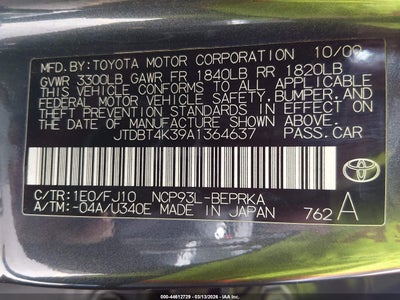 MFD.BY:TOYOTA MOTOR CORPORATION 10/09
GVWR 3300LB GAWR FR 1840LB RR 1820LB
THIS VEHICLE CONFORMS TO ALL APPLICABLE
FEDERAL MOTOR VEHICLE SAFETY,BUMPER,AND
THEFT PREVENTION STANDARDS IN EFFECT ON
THE DATE OF MANUFACTURE SHOWN ABOVE.
JTDBT4K39A1364637 PASS.CAR
C/TR:1E0/FJ10 NCP93L-BEPRKA
A/TM:-04A/U340E MADE IN JAPAN 762 A
TOYOTA
000-44612729 | 03/13/2026 — IAA, LLC